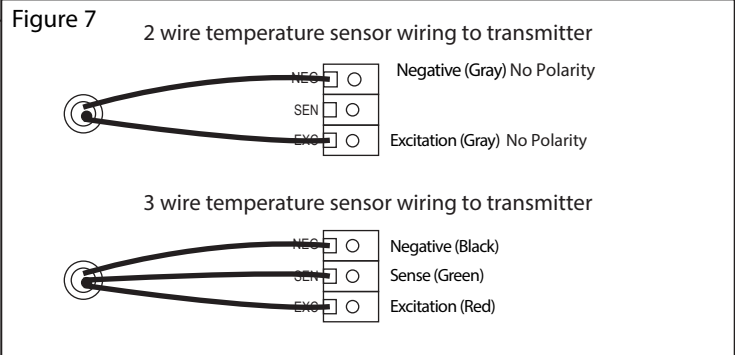 Figure 7
2 wire temperature sensor wiring to transmitter
NEG Negative (Gray) No Polarity
SEN
EXC Excitation (Gray) No Polarity
3 wire temperature sensor wiring to transmitter
NEG Negative (Black)
SEN Sense (Green)
EXC Excitation (Red)